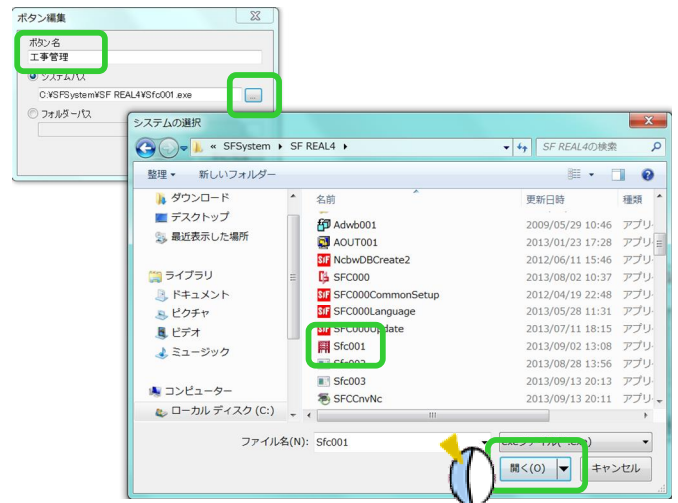 ボタン編集
ボタン名
工事管理
システムパス
C:¥SFSystem¥SF REAL4¥Sfc001.exe
...
フォルダーパス
システムの選択
« SFSystem SF REAL4
SF REAL4の検索
整理 新しいフォルダー
名前 更新日時 種類
ダウンロード
デスクトップ
最近表示した場所
ライブラリ
ドキュメント
ピクチャ
ビデオ
ミュージック
コンピューター
ローカル ディスク (C:)
Adwb001 2009/05/29 10:46 アプリ
AOUT001 2013/01/23 17:28 アプリ
NcbwDBCreate2 2012/06/11 15:46 アプリ
SFC000 2013/08/02 10:37 アプリ
SFC000CommonSetup 2012/04/19 22:48 アプリ
SFC000Language 2013/05/28 11:31 アプリ
SFC000Update 2013/07/11 18:15 アプリ
Sfc001 2013/09/02 13:08 アプリ
Sfc002 2013/08/28 13:56 アプリ
Sfc003 2013/09/13 20:13 アプリ
SFCCnvNc 2013/09/13 20:11 アプリ
ファイル名(N): Sfc001
開く(O) キャンセル